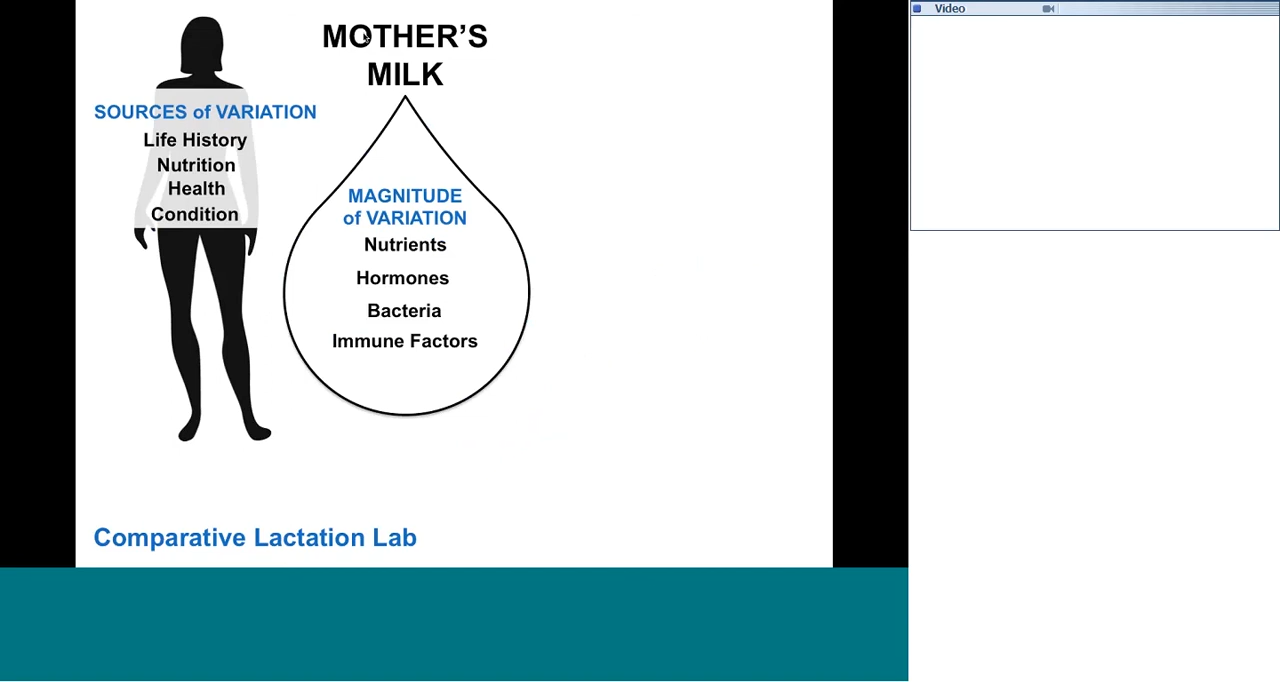 MOTHER'S
MILK
SOURCES of VARIATION
Life History
Nutrition
Health
Condition
MAGNITUDE
of VARIATION
Nutrients
Hormones
Bacteria
Immune Factors
Comparative Lactation Lab
Video